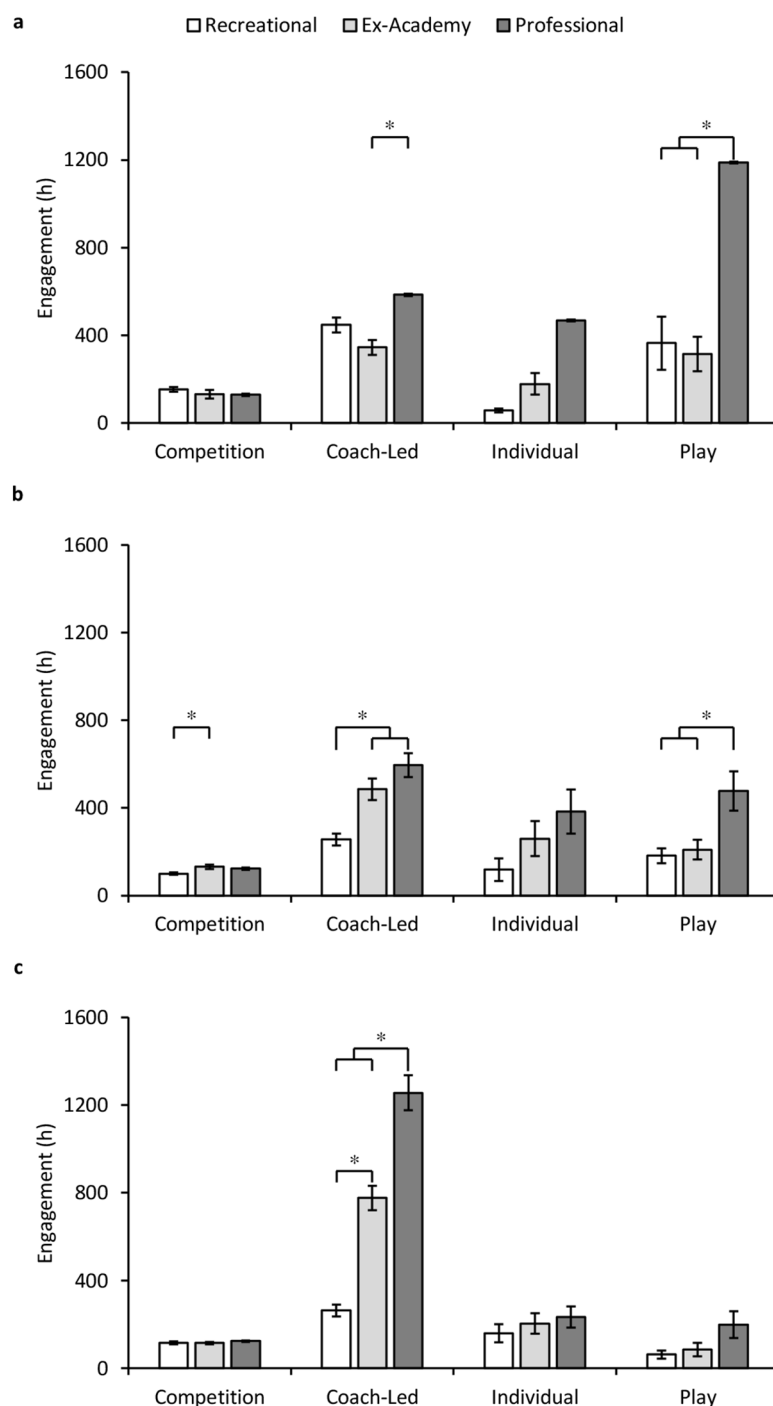 a
Recreational Ex-Academy Professional
1600
1200
800
400
0
Engagement (h)
*
*
Competition Coach-Led Individual Play
b
1600
1200
800
400
0
Engagement (h)
*
*
*
Competition Coach-Led Individual Play
c
1600
1200
800
400
0
Engagement (h)
*
*
Competition Coach-Led Individual Play